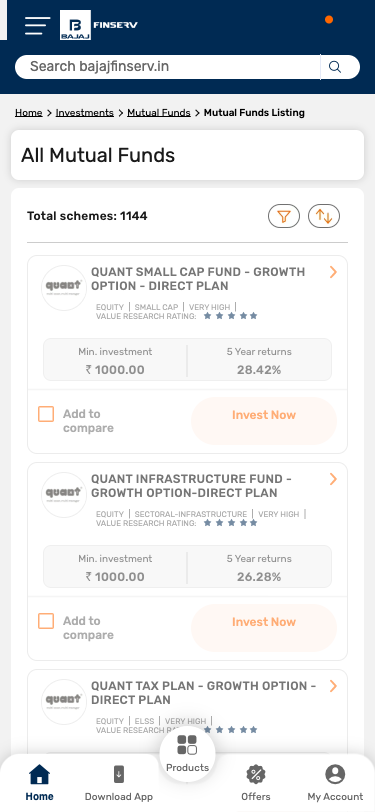 B
BAJAJ
FINSERV
Search bajajfinserv.in
Home > Investments > Mutual Funds > Mutual Funds Listing
All Mutual Funds
Total schemes: 1144
quant
QUANT SMALL CAP FUND - GROWTH
OPTION - DIRECT PLAN
EQUITY | SMALL CAP | VERY HIGH |
VALUE RESEARCH RATING: ★ ★ ★ ★ ★
Min. investment
5 Year returns
₹ 1000.00
28.42%
Add to
compare
Invest Now
quant
QUANT INFRASTRUCTURE FUND -
GROWTH OPTION-DIRECT PLAN
EQUITY | SECTORAL-INFRASTRUCTURE | VERY HIGH |
VALUE RESEARCH RATING: ★ ★ ★ ★ ★
Min. investment
5 Year returns
₹ 1000.00
26.28%
Add to
compare
Invest Now
quant
QUANT TAX PLAN - GROWTH OPTION -
DIRECT PLAN
EQUITY | ELSS | VERY HIGH |
VALUE RESEARCH ★ ★ ★ ★ ★
Products
Home
Download App
Offers
My Account